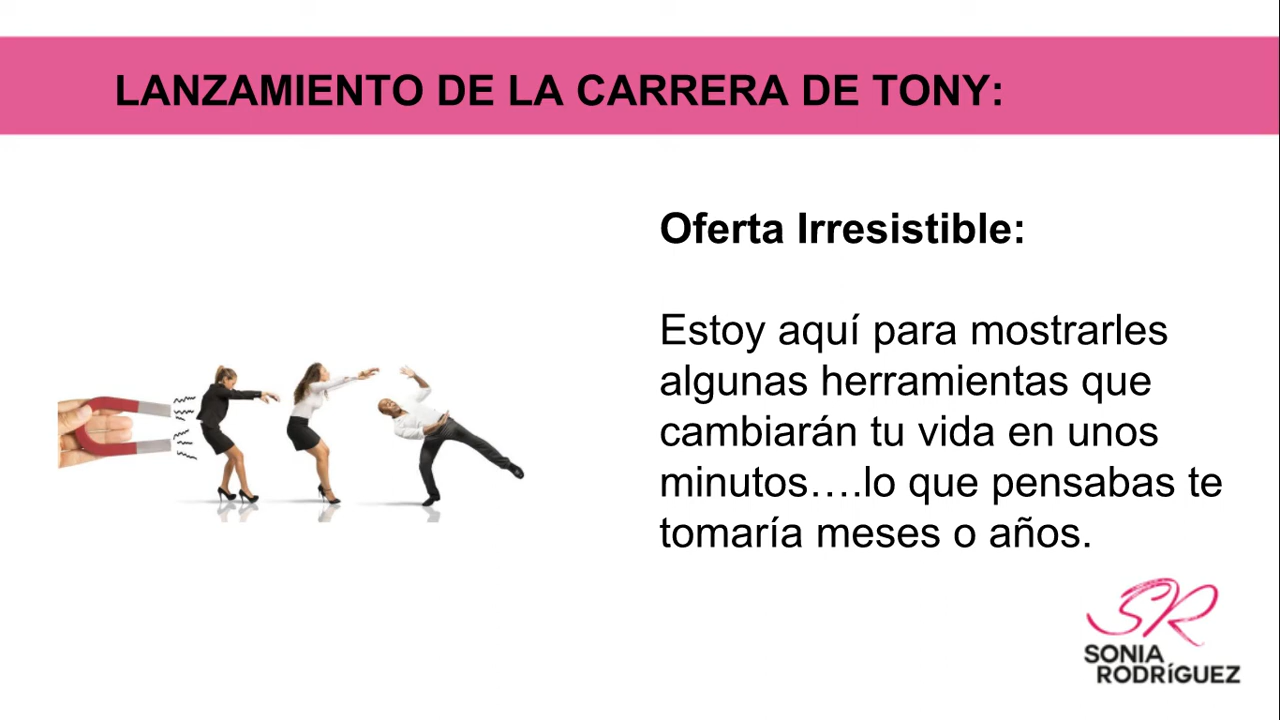 LANZAMIENTO DE LA CARRERA DE TONY:
Oferta Irresistible:
Estoy aquí para mostrarles
algunas herramientas que
cambiarán tu vida en unos
minutos….lo que pensabas te
tomaría meses o años.
SR
SONIA
RODRÍGUEZ